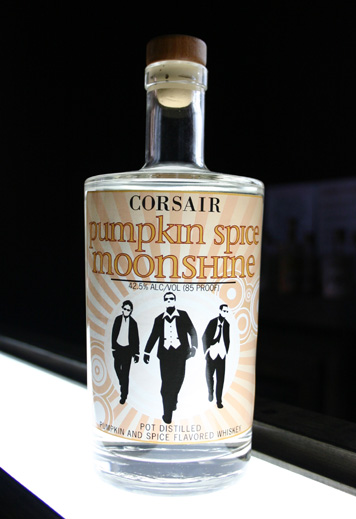 CORSAIR
pumpkin spice
moonshine
42.5% ALC/VOL (85 PROOF)
POT DISTILLED
PUMPKIN AND SPICE FLAVORED WHISKEY